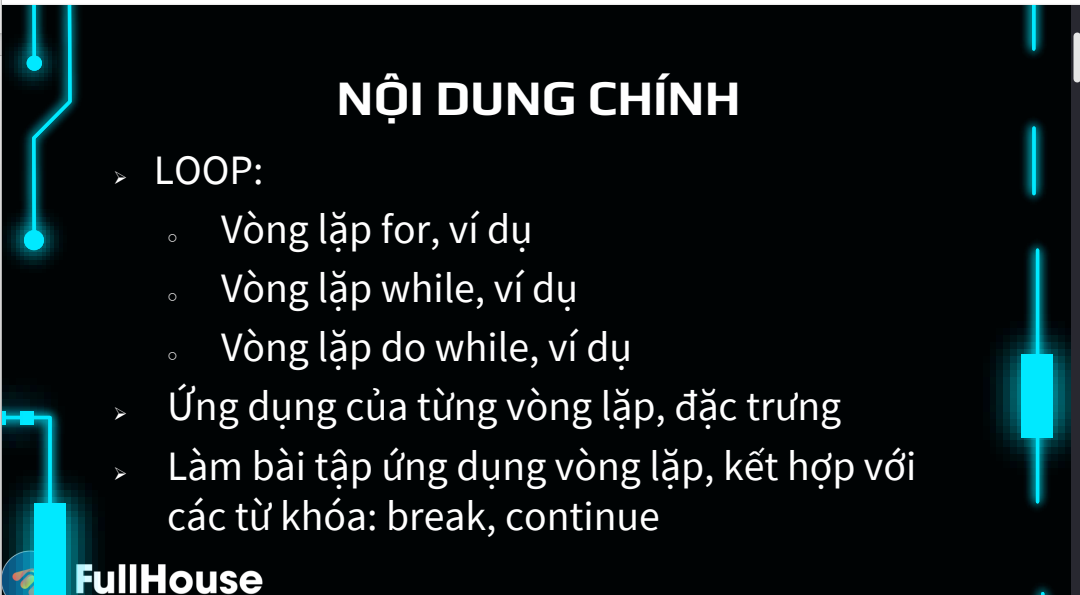 NỘI DUNG CHÍNH
LOOP:
Vòng lặp for, ví dụ
Vòng lặp while, ví dụ
Vòng lặp do while, ví dụ
Ứng dụng của từng vòng lặp, đặc trưng
Làm bài tập ứng dụng vòng lặp, kết hợp với
các từ khóa: break, continue
FullHouse